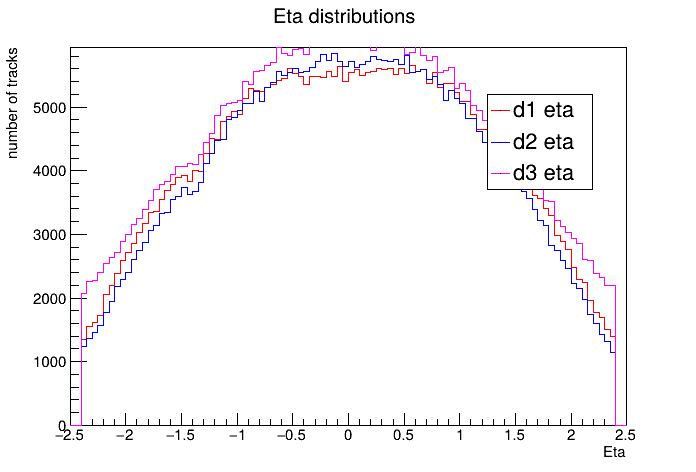 Eta distributions
number of tracks
5000
4000
3000
2000
1000
0
d1 eta
d2 eta
d3 eta
−2.5 −2 −1.5 −1 −0.5 0 0.5 1 1.5 2 2.5
Eta